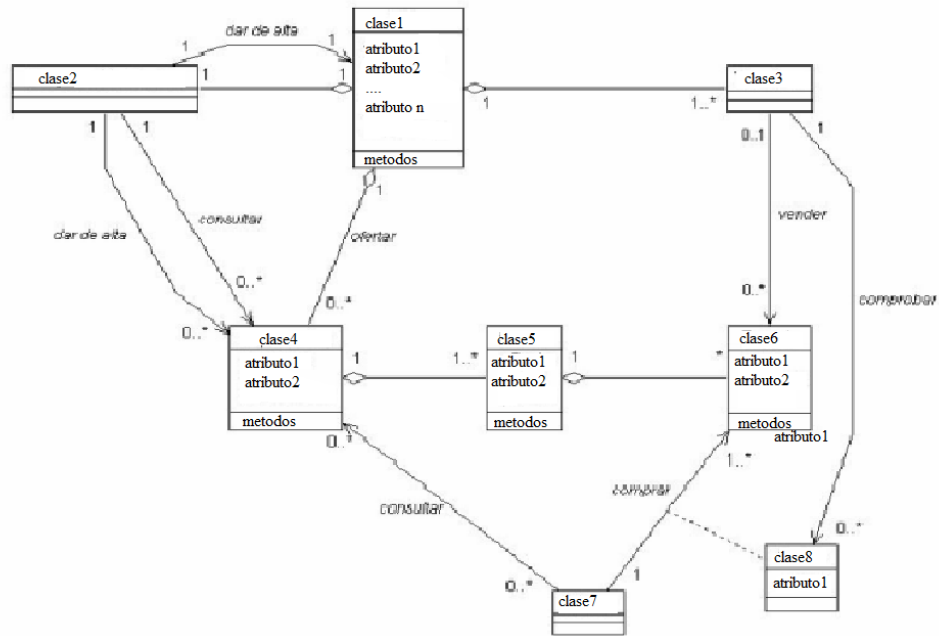 dar de alta
clase1
1
1
atributo1
atributo2
....
atributo n
metodos
clase2
1
1
clase3
1
1..*
1
1
1
0..1
1
consultar
dar de alta
ofertar
vender
comprobar
0..*
0..*
0..*
0..*
clase4
atributo1
atributo2
metodos
1
1..*
clase5
atributo1
atributo2
1
*
clase6
atributo1
atributo2
metodos
atributo1
0..*
1..*
consultar
comprar
0..*
clase8
atributo1
0..*
1
clase7